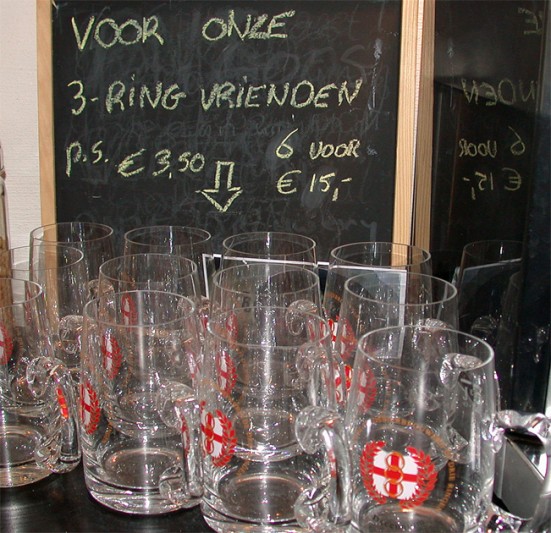 VOOR ONZE
3-RING VRIENDEN
p.s. € 3,50
6 VOOR
€ 15,-